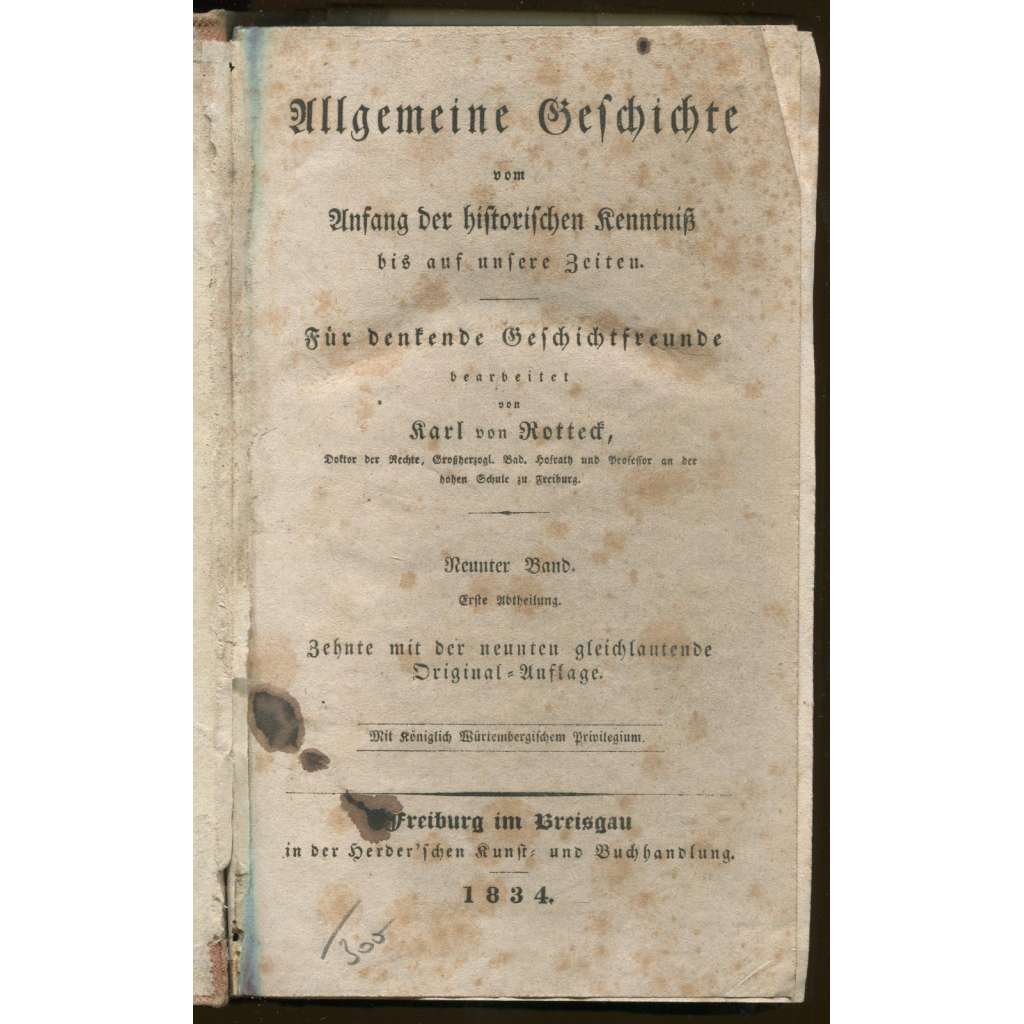 Allgemeine Geschichte
vom
Anfang der historischen Kenntniß
bis auf unsere Zeiten.
Für denkende Geschichtfreunde
bearbeitet
von
Karl von Rotteck,
Doktor der Rechte, Großherzogl. Bad. Hofrath und Professor an der
hohen Schule zu Freiburg.
Neunter Band.
Erste Abtheilung.
Zehnte mit der neunten gleichlautende
Original-Auflage.
Mit Königlich Würtembergischem Privilegium.
Freiburg im Breisgau
in der Herder'schen Kunst- und Buchhandlung.
1834.
/300